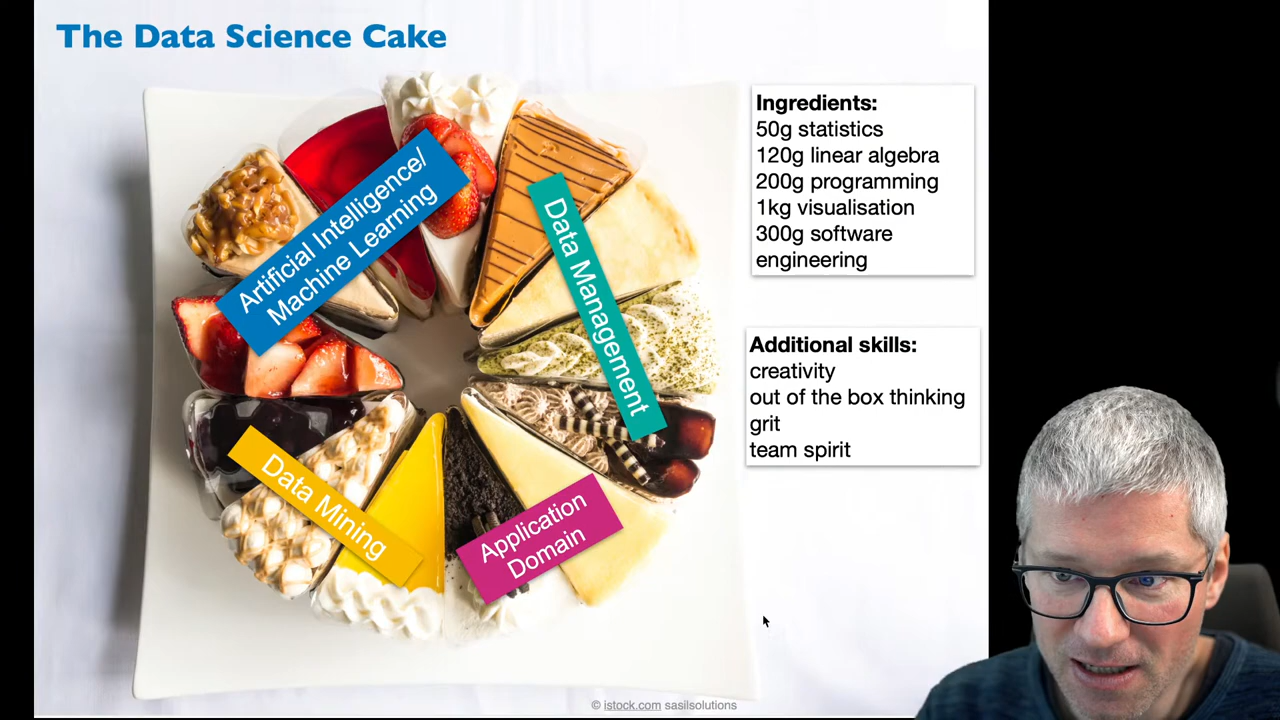 The Data Science Cake
Artificial Intelligence/
Machine Learning
Data Management
Data Mining
Application
Domain
Ingredients:
50g statistics
120g linear algebra
200g programming
1kg visualisation
300g software
engineering
Additional skills:
creativity
out of the box thinking
grit
team spirit
© istock.com sasilsolutions